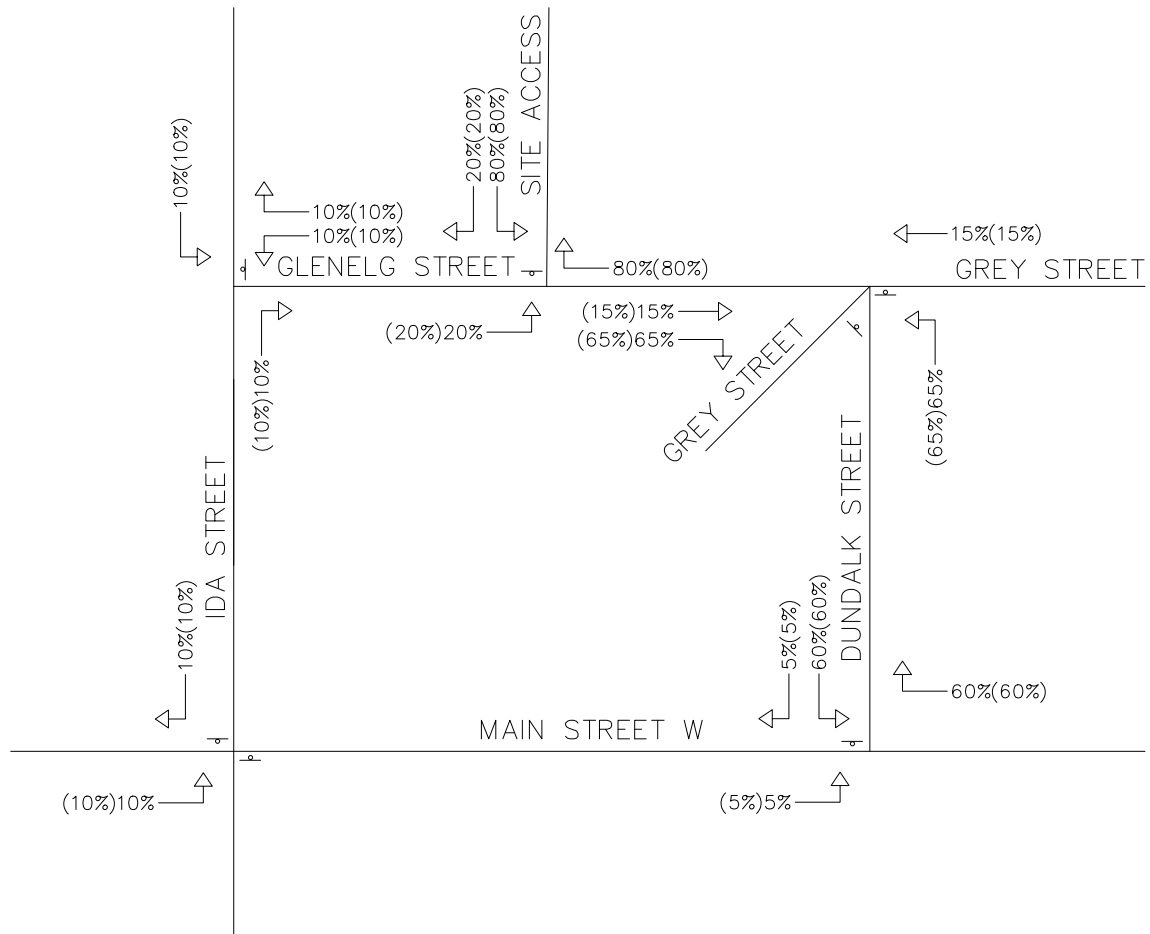 SITE ACCESS
20%(20%)
80%(80%)
10%(10%)
10%(10%)
10%(10%)
15%(15%)
GLENELG STREET
80%(80%)
GREY STREET
(15%)15%
(20%)20%
(65%)65%
(10%)10%
GREY STREET
(65%)65%
IDA STREET
DUNDALK STREET
10%(10%)
5%(5%)
60%(60%)
60%(60%)
MAIN STREET W
(10%)10%
(5%)5%